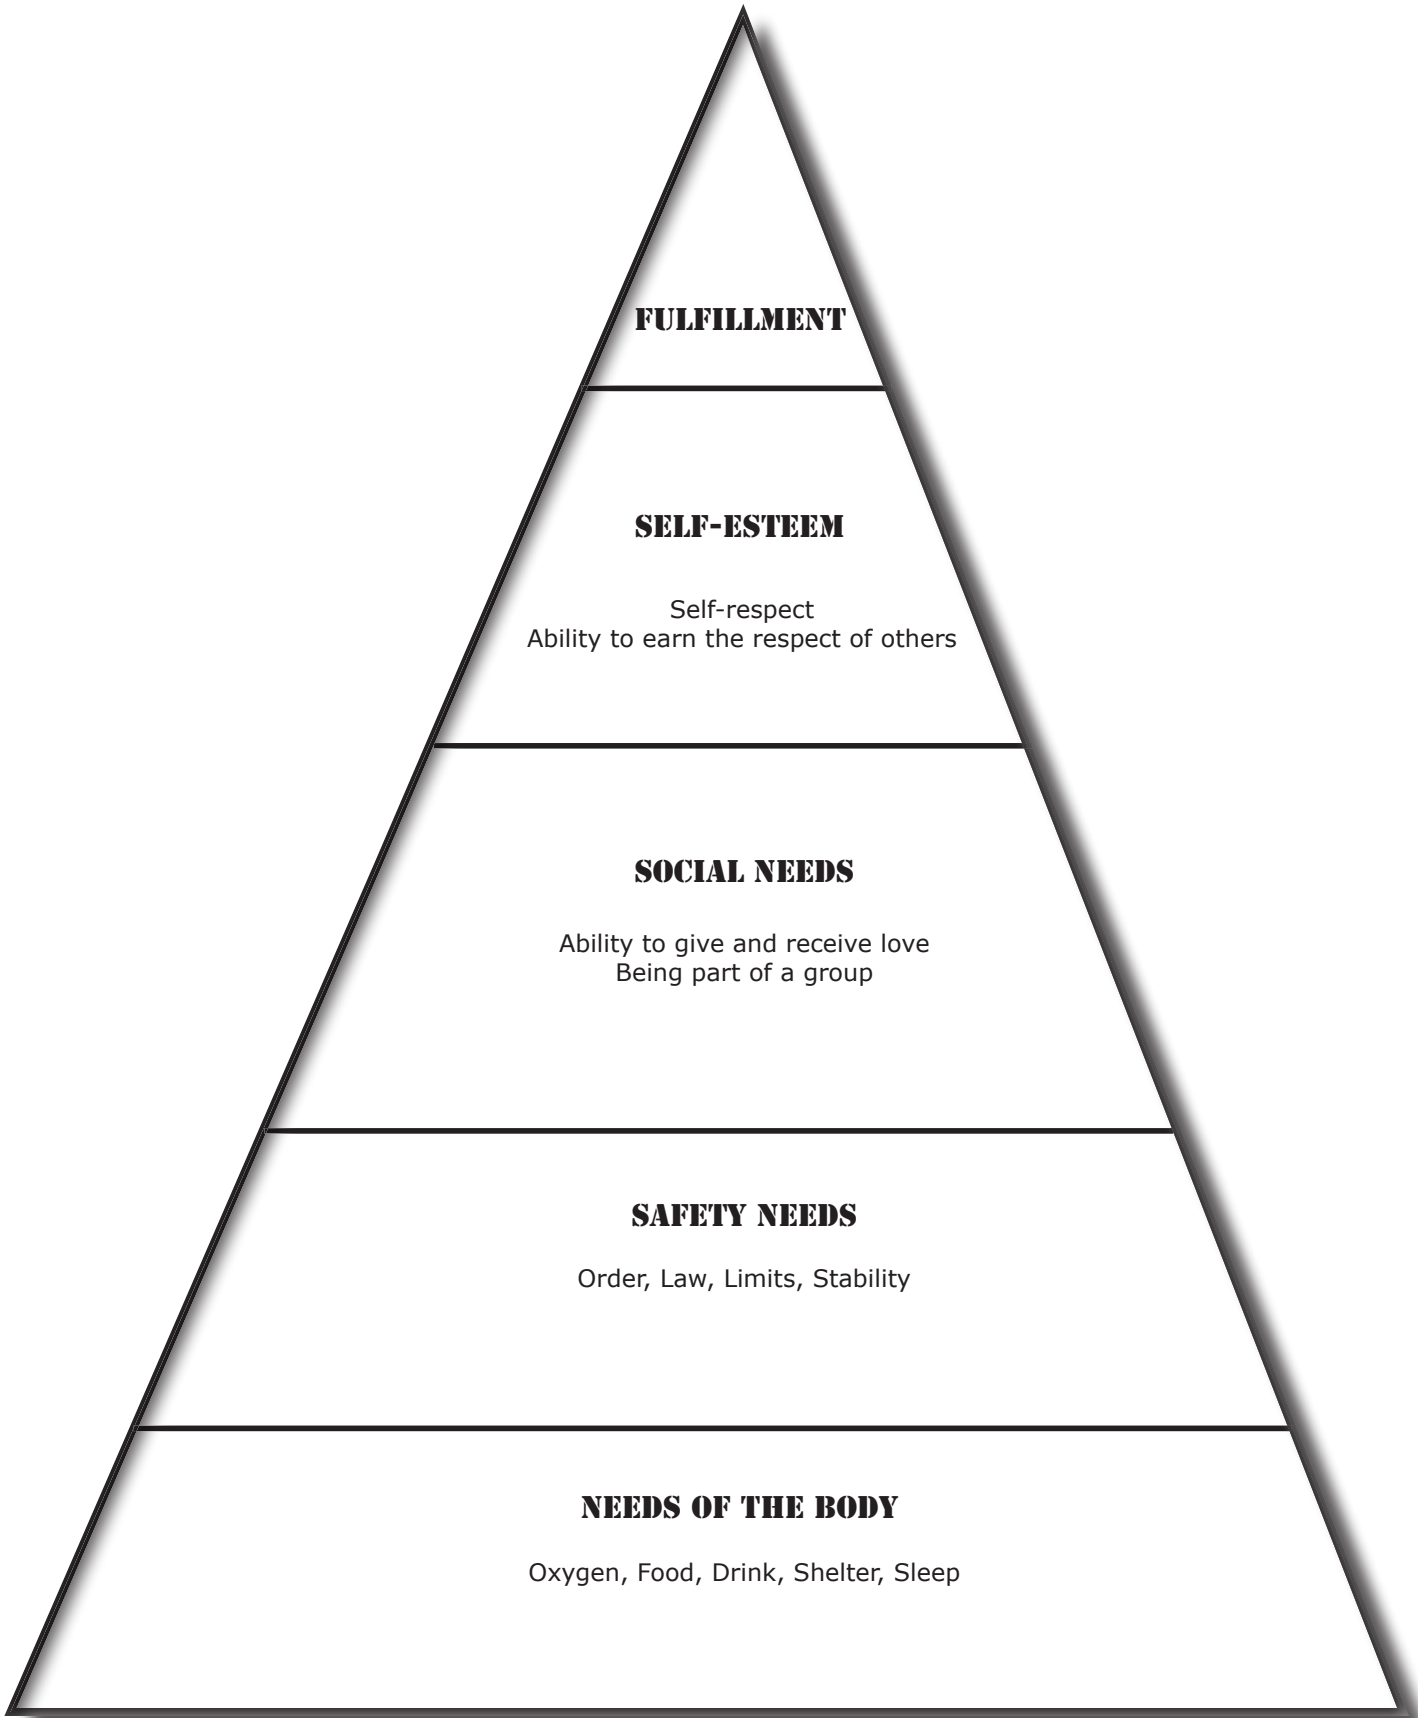 FULFILLMENT
SELF-ESTEEM
Self-respect
Ability to earn the respect of others
SOCIAL NEEDS
Ability to give and receive love
Being part of a group
SAFETY NEEDS
Order, Law, Limits, Stability
NEEDS OF THE BODY
Oxygen, Food, Drink, Shelter, Sleep